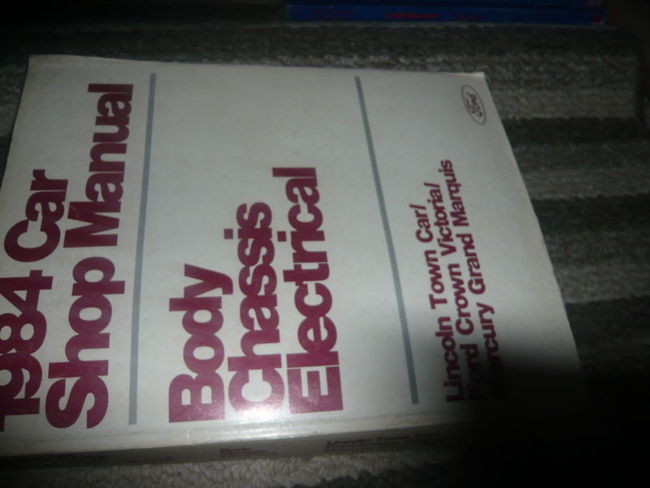 1984 Car
Shop Manual
Body
Chassis
Electrical
Lincoln Town Car/
Ford Crown Victoria/
Mercury Grand Marquis
Ford